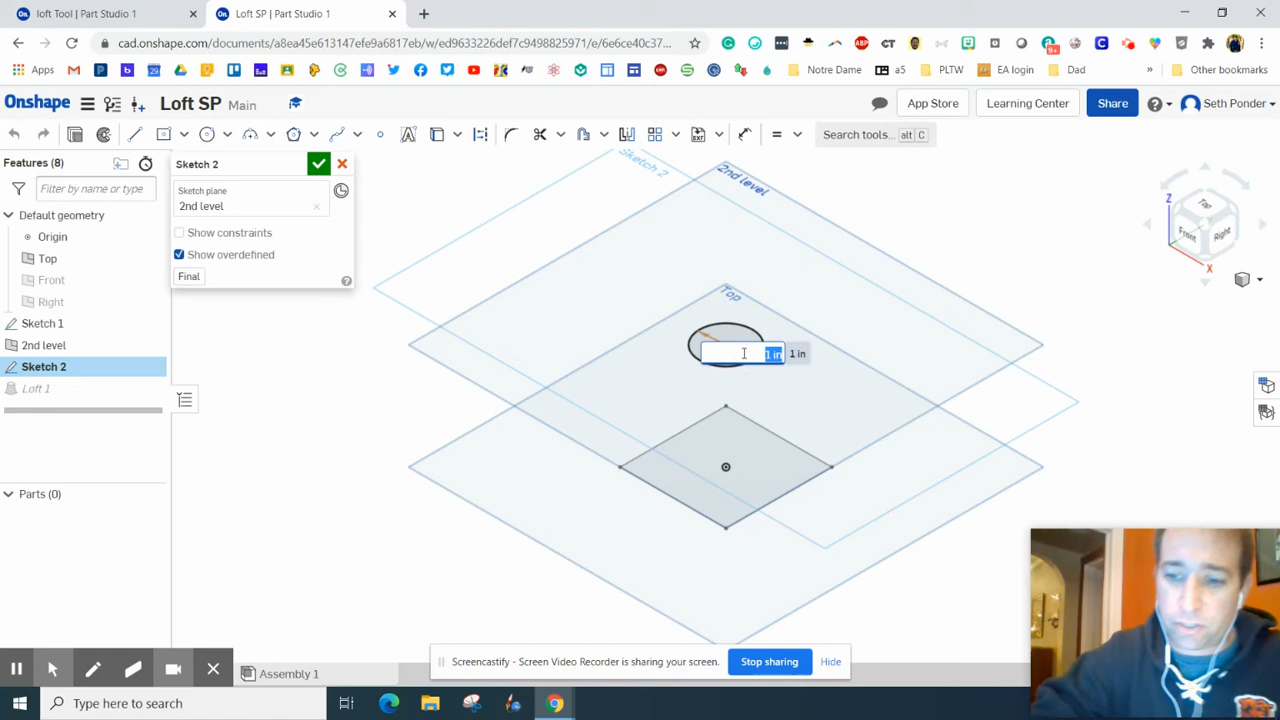 loft Tool | Part Studio 1
Loft SP | Part Studio 1
cad.onshape.com/documents/a8ea45e613147d1e9a6817eb/w/ed9633226def7c9498825971/e/6e6ce40c37...
Apps
Notre Dame
a5
PLTW
EA login
Dad
Other bookmarks
Onshape
Loft SP Main
App Store
Learning Center
Share
Seth Ponder
Search tools... alt C
Features (8)
Filter by name or type
Default geometry
Origin
Top
Front
Right
Sketch 1
2nd level
Sketch 2
Loft 1
Parts (0)
Sketch 2
Sketch plane
2nd level
Show constraints
Show overdefined
Final
Sketch 2
2nd level
Top
1 in
1 in
Z
Top
Front
Right
X
Assembly 1
Screencastify - Screen Video Recorder is sharing your screen.
Stop sharing
Hide
Type here to search